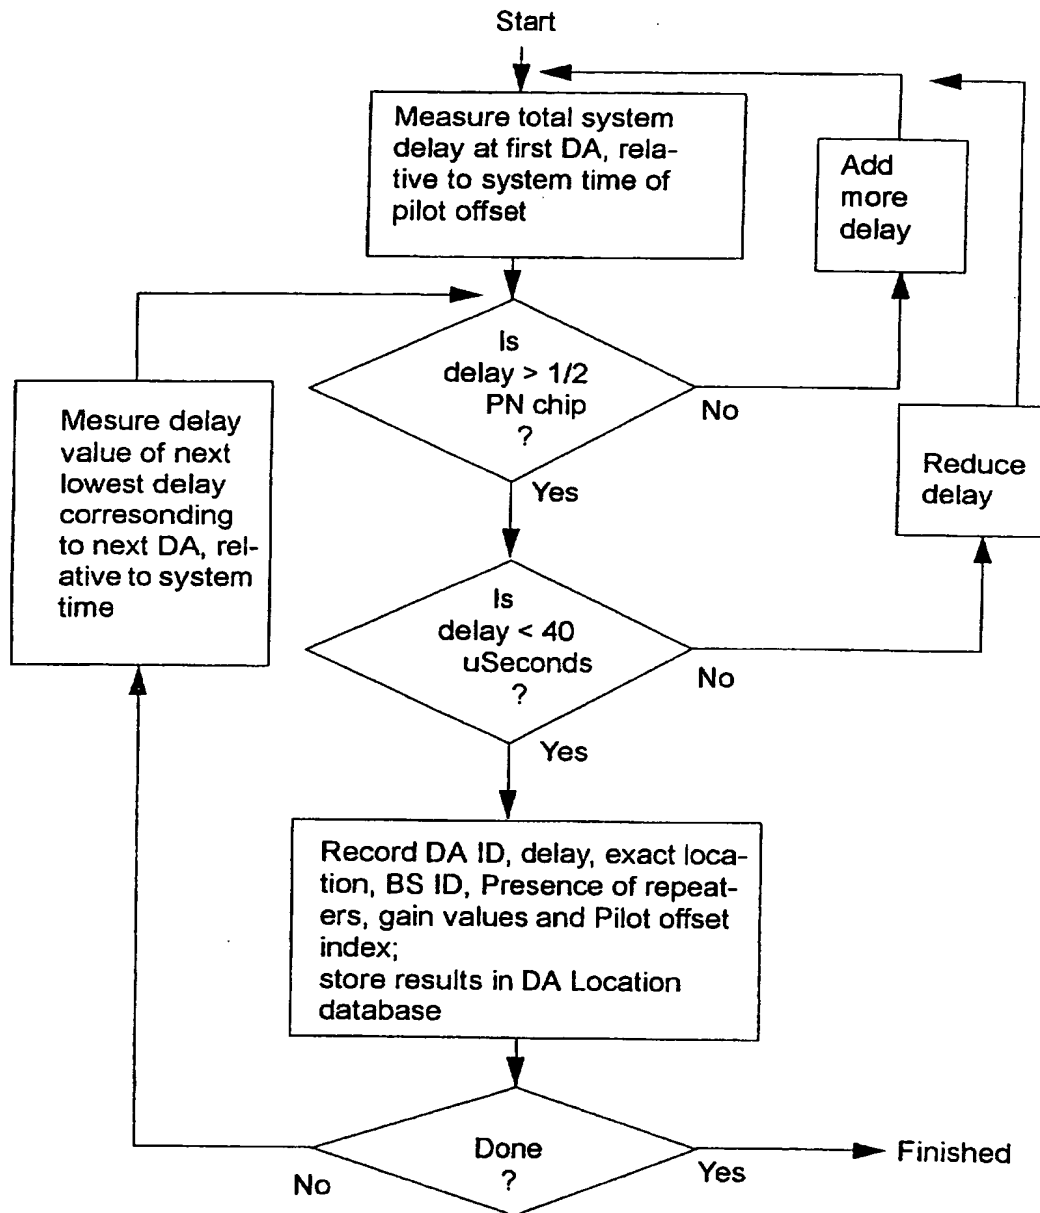 Start
Measure total system
delay at first DA, rela-
tive to system time of
pilot offset
Add
more
delay
Is
delay > 1/2
PN chip
?
No
Yes
Mesure delay
value of next
lowest delay
corresonding
to next DA, rel-
ative to system
time
Reduce
delay
Is
delay < 40
uSeconds
?
No
Yes
Record DA ID, delay, exact loca-
tion, BS ID, Presence of repeat-
ers, gain values and Pilot offset
index;
store results in DA Location
database
Done
?
No
Yes
Finished